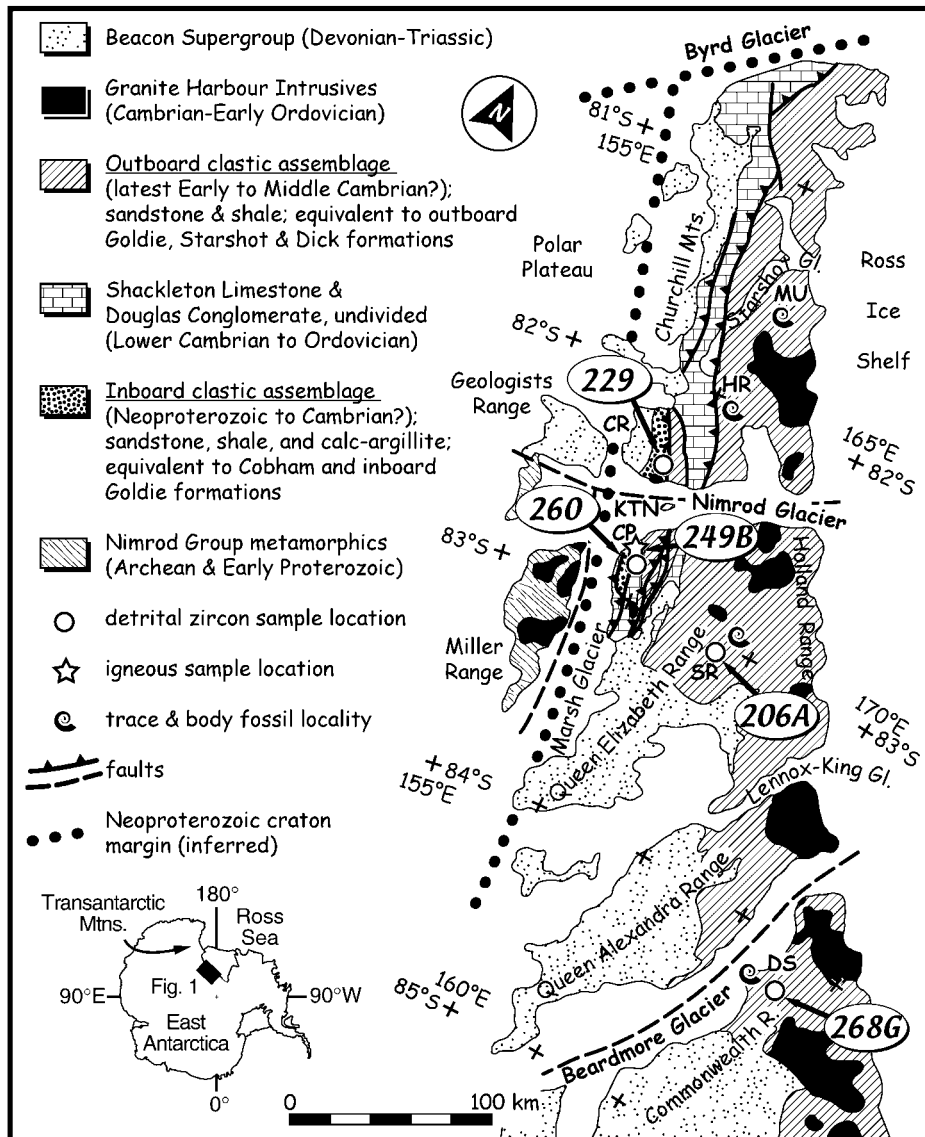 Beacon Supergroup (Devonian-Triassic)
Granite Harbour Intrusives
(Cambrian-Early Ordovician)
Outboard clastic assemblage
(latest Early to Middle Cambrian?);
sandstone & shale; equivalent to outboard
Goldie, Starshot & Dick formations
Shackleton Limestone &
Douglas Conglomerate, undivided
(Lower Cambrian to Ordovician)
Inboard clastic assemblage
(Neoproterozoic to Cambrian?);
sandstone, shale, and calc-argillite;
equivalent to Cobham and inboard
Goldie formations
Nimrod Group metamorphics
(Archean & Early Proterozoic)
detrital zircon sample location
igneous sample location
trace & body fossil locality
faults
Neoproterozoic craton
margin (inferred)
Transantarctic
Mtns.
180°
Ross
Sea
90°E
Fig. 1
90°W
East
Antarctica
0°
0
100 km
N
Byrd Glacier
81°S +
155°E
Polar
Plateau
Churchill Mts.
Starshot Gl.
Ross
Ice
Shelf
MU
82°S +
229
HR
Geologists
Range
CR
165°E
+ 82°S
Nimrod Glacier
260
KTN
CP
249B
83°S +
Holland Range
Miller
Range
Marsh Glacier
Queen Elizabeth Range
SR
206A
170°E
+83°S
+84°S
155°E
Lennox-King Gl.
Queen Alexandra Range
160°E
85°S+
DS
Beardmore Glacier
Commonwealth R.
268G